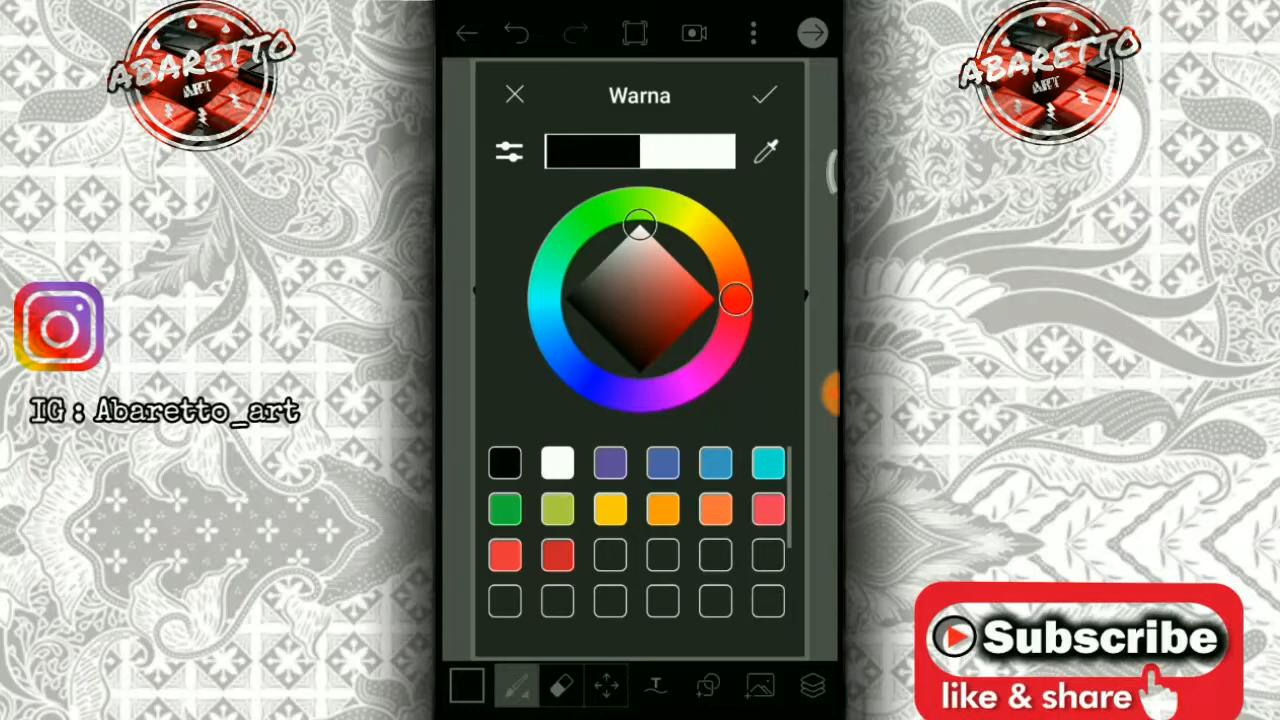 ABARETTO
ART
ABARETTO
ART
Warna
IG : Abaretto_art
Subscribe
like & share
T